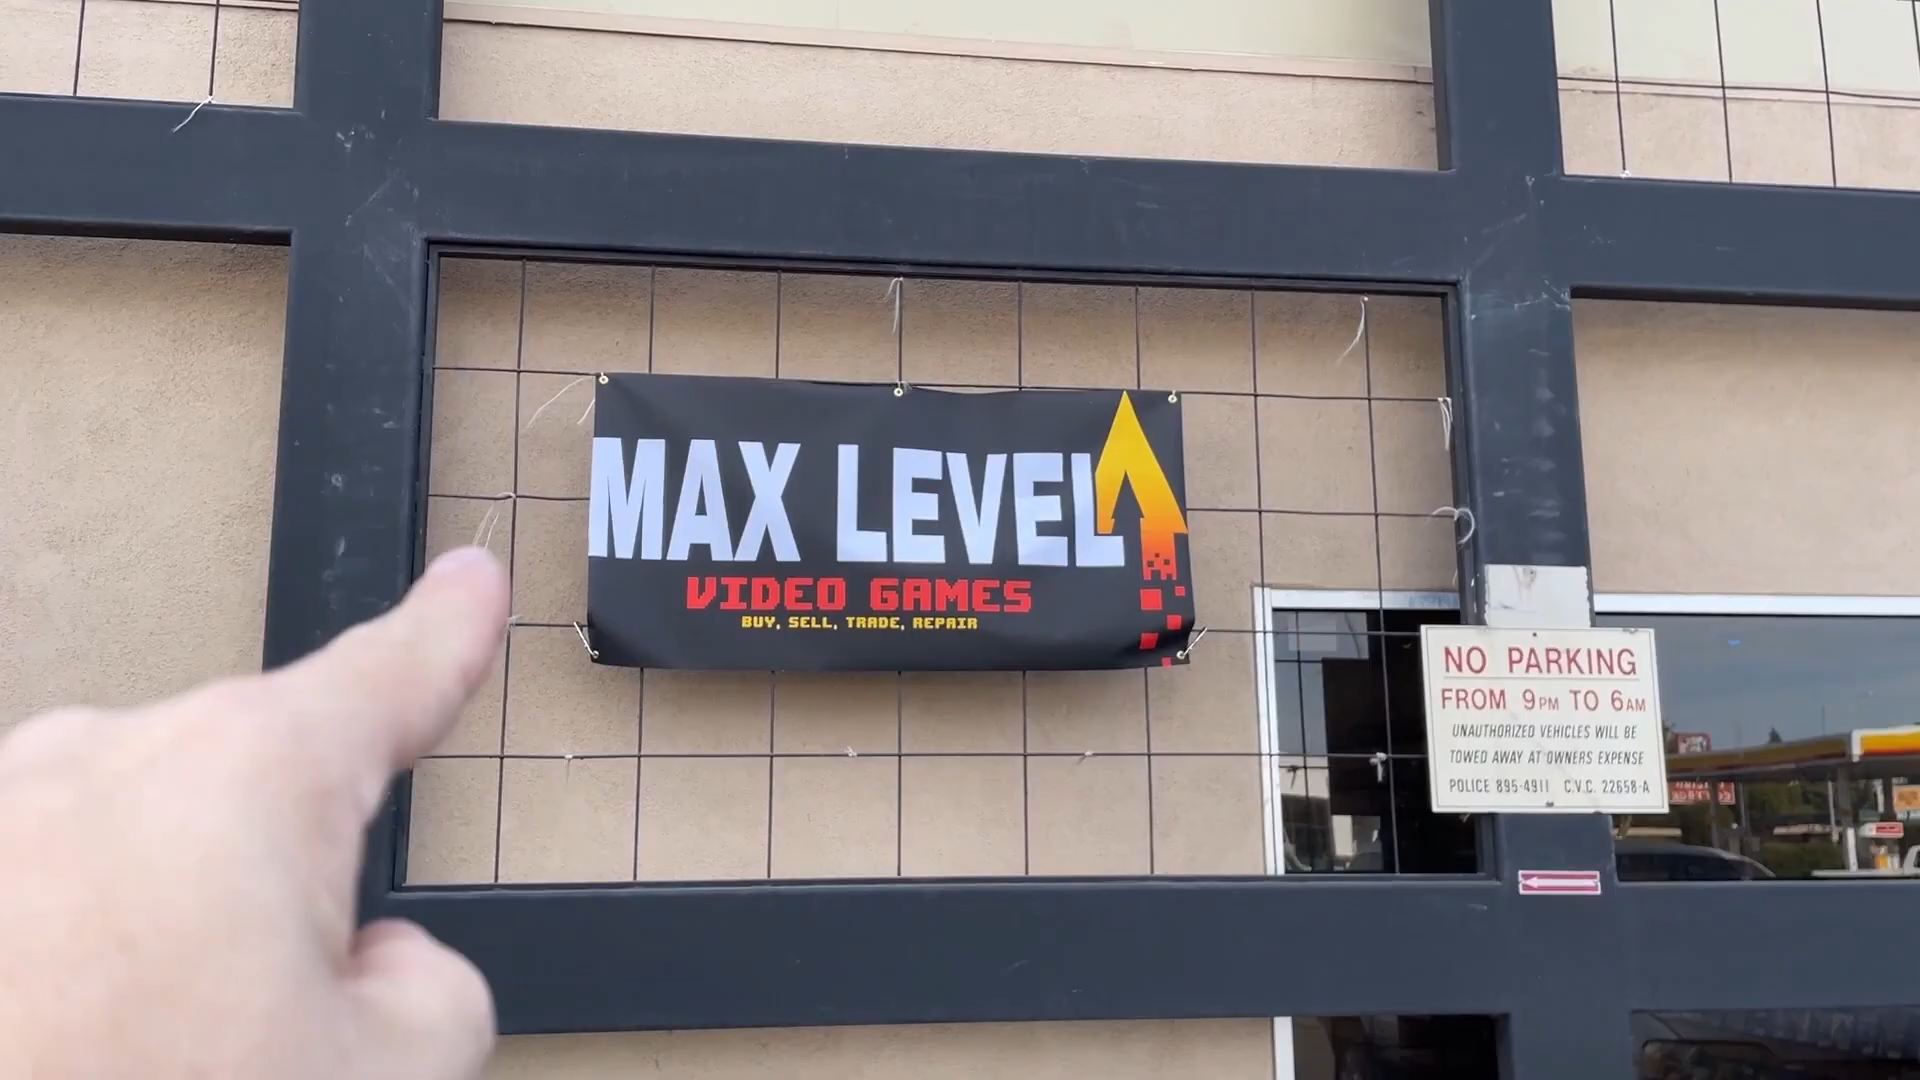 MAX LEVEL
VIDEO GAMES
BUY, SELL, TRADE, REPAIR
NO PARKING
FROM 9PM TO 6AM
UNAUTHORIZED VEHICLES WILL BE
TOWED AWAY AT OWNERS EXPENSE
POLICE 895-4911 C.V.C. 22658-A